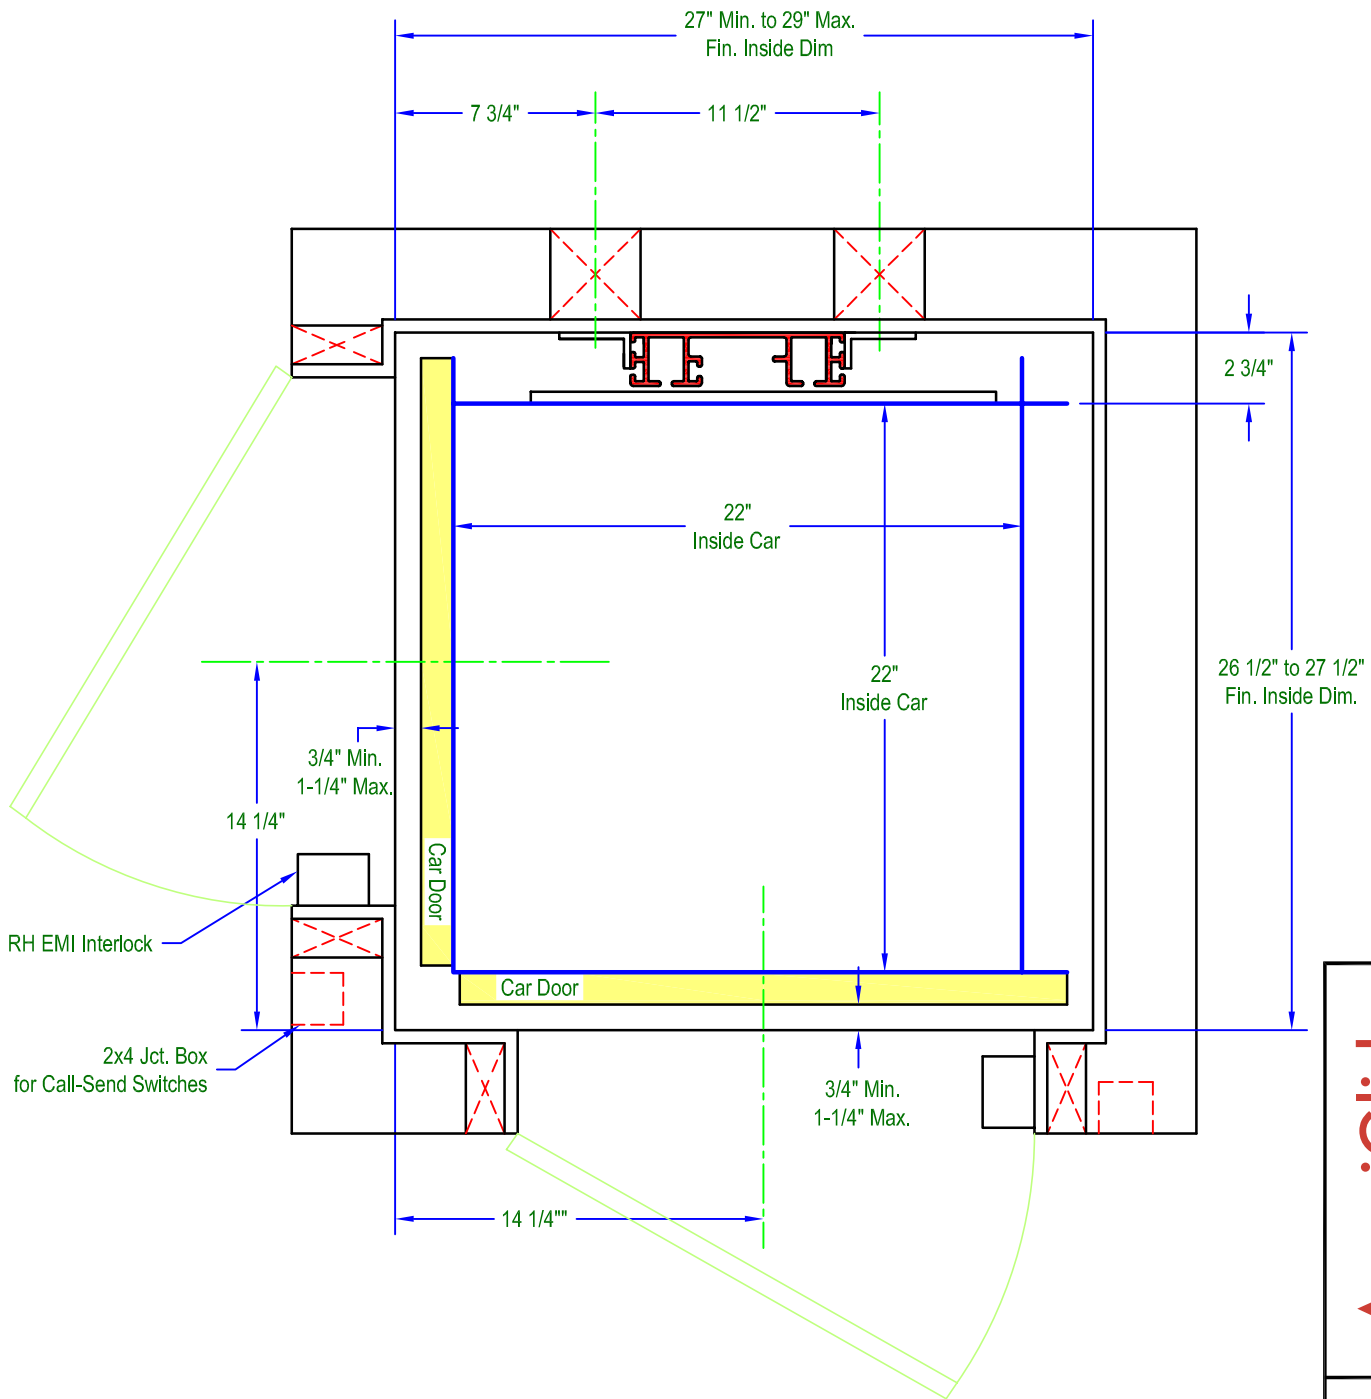 27" Min. to 29" Max.
Fin. Inside Dim
7 3/4"
11 1/2"
2 3/4"
22"
Inside Car
22"
Inside Car
26 1/2" to 27 1/2"
Fin. Inside Dim.
3/4" Min.
1-1/4" Max.
14 1/4"
Car Door
RH EMI Interlock
Car Door
2x4 Jct. Box
for Call-Send Switches
3/4" Min.
1-1/4" Max.
14 1/4""